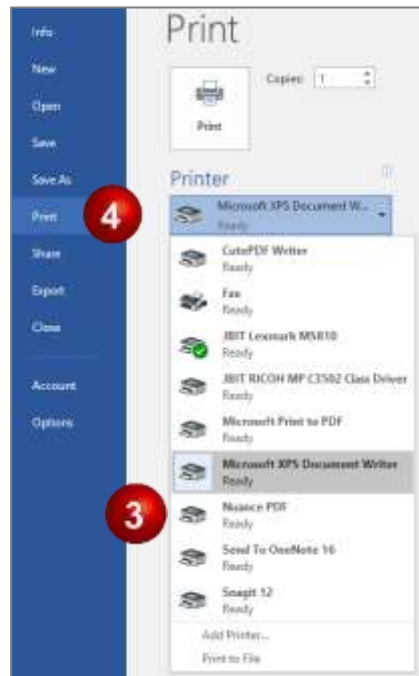 Info
New
Open
Save
Save As
Print
Share
Export
Close
Account
Options
4
3
Print
Copies: 1
Print
Printer
Microsoft XPS Document W...
Ready
CutePDF Writer
Ready
Fax
Ready
JBIT Lexmark MS810
Ready
JBIT RICOH MP C3502 Class Driver
Ready
Microsoft Print to PDF
Ready
Microsoft XPS Document Writer
Ready
Nuance PDF
Ready
Send To OneNote 16
Ready
Snagit 12
Ready
Add Printer...
Print to File